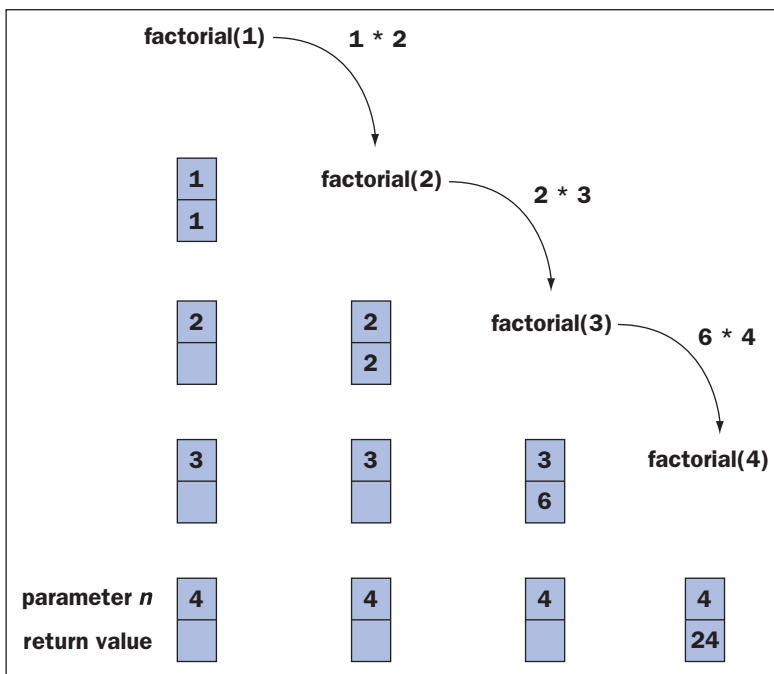 factorial(1)
1 * 2
1
1
factorial(2)
2 * 3
2
2
2
factorial(3)
6 * 4
3
3
3
6
factorial(4)
parameter n
4
4
4
4
return value
24